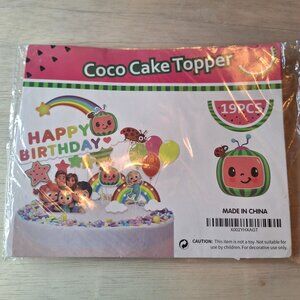 Coco Cake Topper
19PCS
HAPPY
BIRTHDAY
MADE IN CHINA
X002YHXAGT
CAUTION: This item is not a toy. Not suitable for
use by children. For decorative use only.